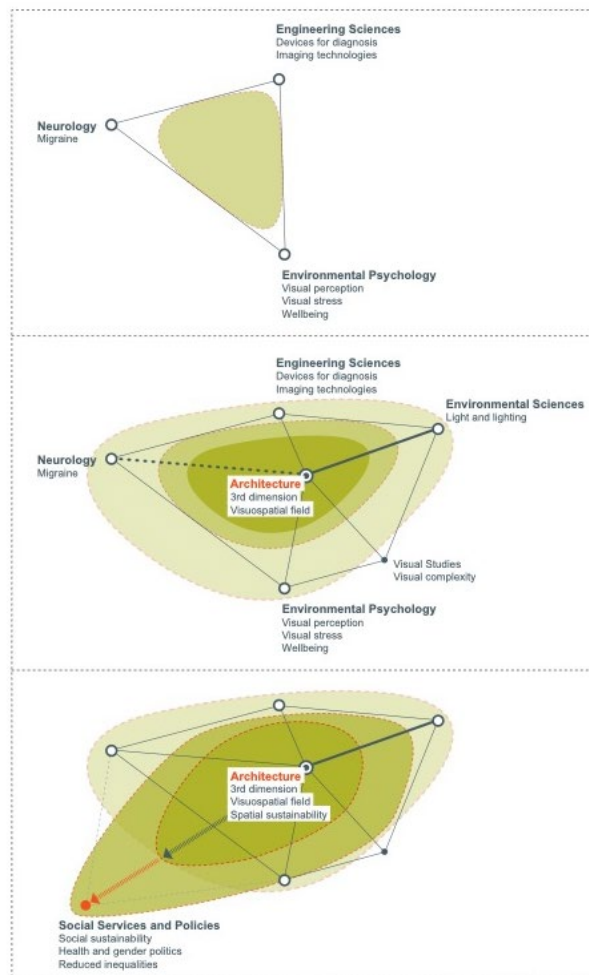 Engineering Sciences
Devices for diagnosis
Imaging technologies
Neurology
Migraine
Environmental Psychology
Visual perception
Visual stress
Wellbeing
Engineering Sciences
Devices for diagnosis
Imaging technologies
Environmental Sciences
Light and lighting
Neurology
Migraine
Architecture
3rd dimension
Visuospatial field
Visual Studies
Visual complexity
Environmental Psychology
Visual perception
Visual stress
Wellbeing
Architecture
3rd dimension
Visuospatial field
Spatial sustainability
Social Services and Policies
Social sustainability
Health and gender politics
Reduced inequalities